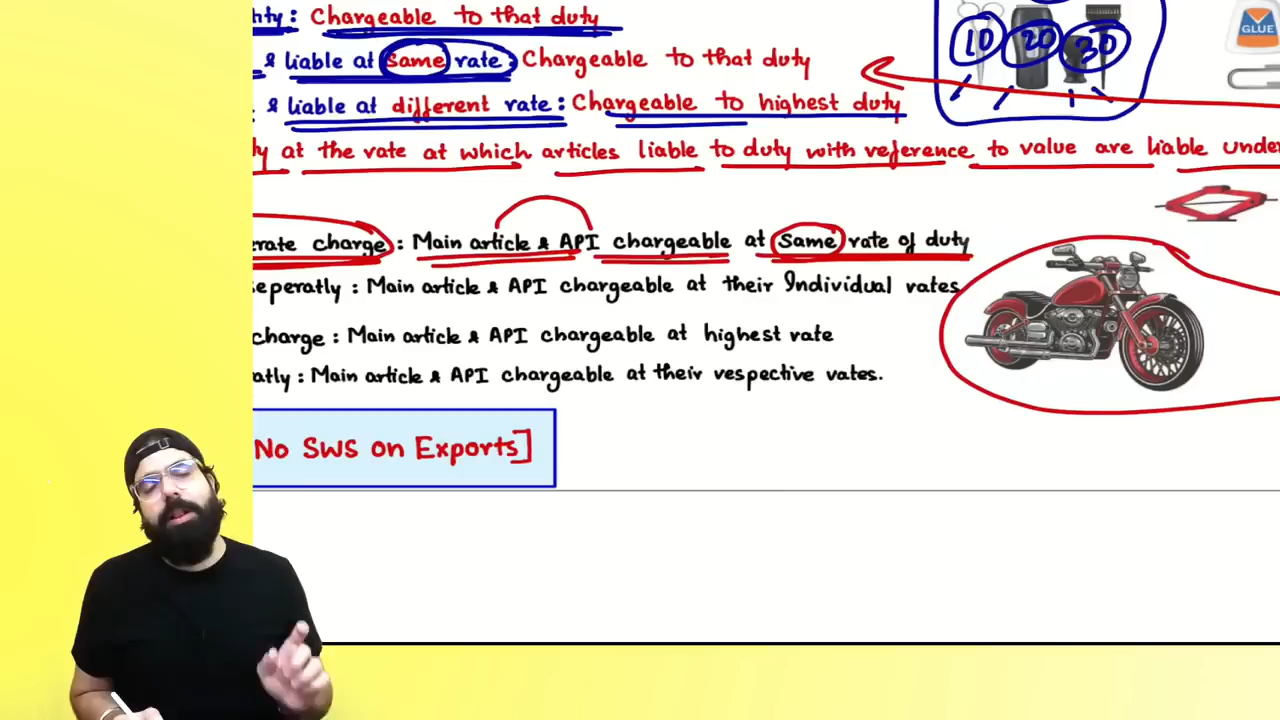 Chargeable to that duty
& liable at same rate: Chargeable to that duty
& liable at different rate: Chargeable to highest duty
at the rate at which articles liable to duty with reference to value are liable under
charge: Main article & API chargeable at same rate of duty
seperatly: Main article & API chargeable at their Individual rates
charge: Main article & API chargeable at highest rate
atly: Main article & API chargeable at their respective rates.
No SWS on Exports]
10 20 30
GLUE